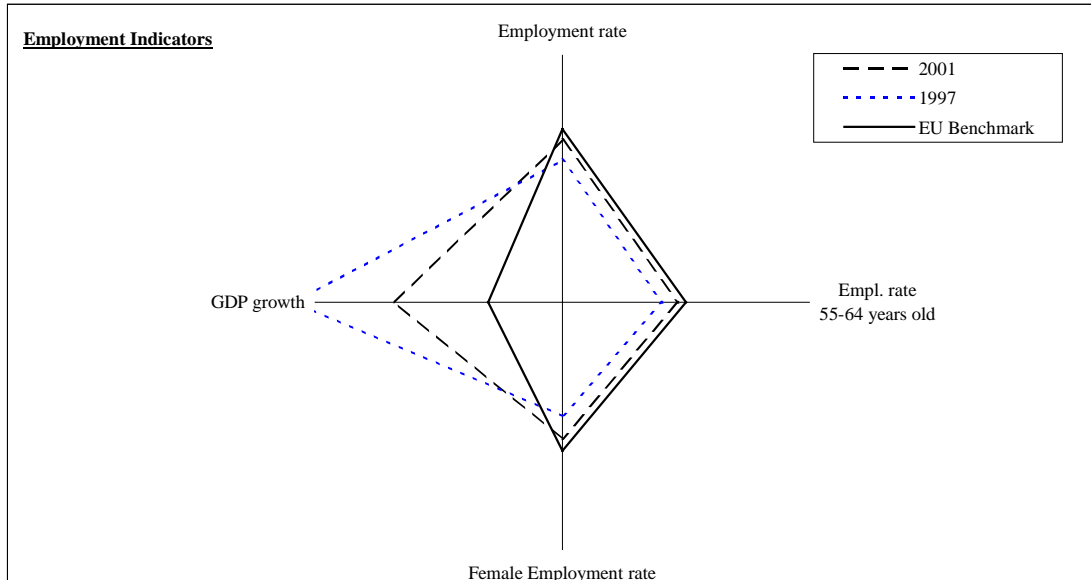 Employment Indicators
Employment rate
2001
1997
EU Benchmark
GDP growth
Empl. rate
55-64 years old
Female Employment rate